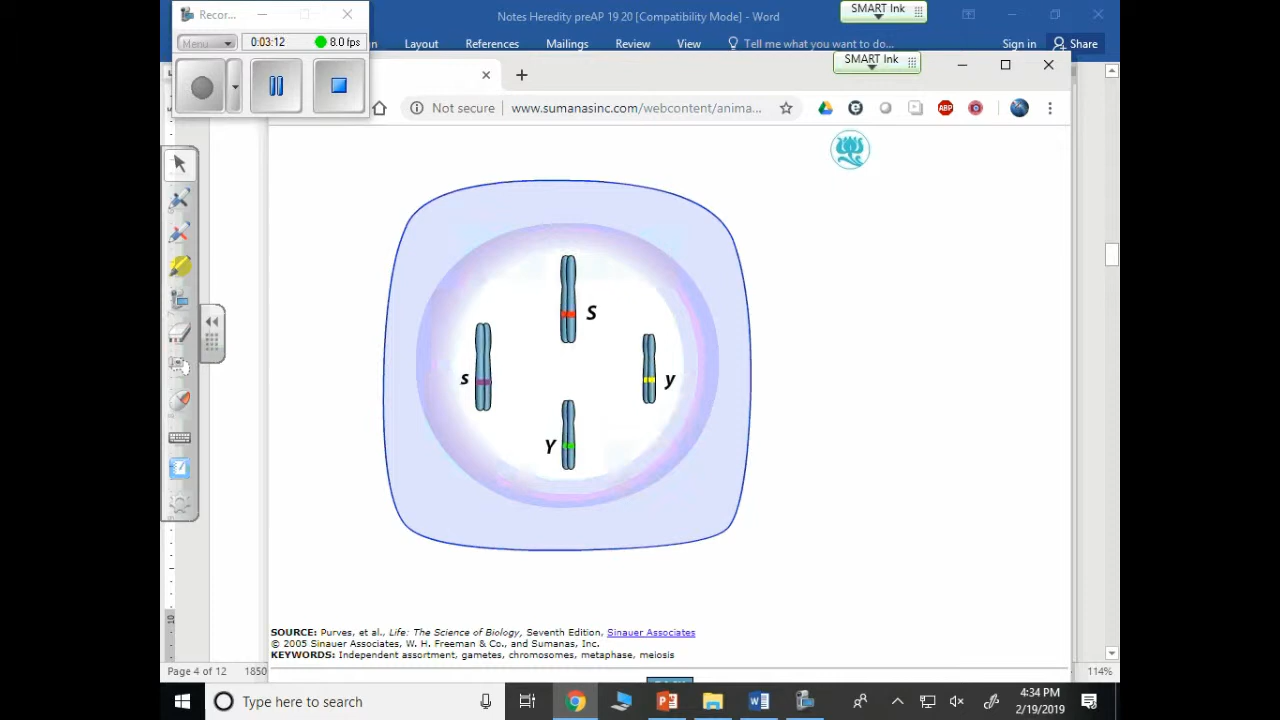 Recor...
Notes Heredity preAP 19 20 [Compatibility Mode] - Word
SMART Ink
Menu
0:03:12
8.0 fps
Layout
References
Mailings
Review
View
Tell me what you want to do...
Sign in
Share
SMART Ink
Not secure
www.sumanasinc.com/webcontent/anima...
ABP
S
s
y
Y
SOURCE: Purves, et al., Life: The Science of Biology, Seventh Edition, Sinauer Associates
© 2005 Sinauer Associates, W. H. Freeman & Co., and Sumanas, Inc.
KEYWORDS: Independent assortment, gametes, chromosomes, metaphase, meiosis
Page 4 of 12
1850
114%
Type here to search
4:34 PM
2/19/2019